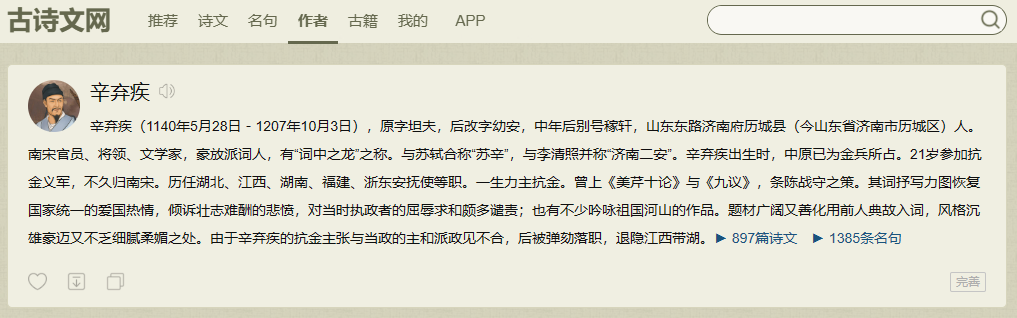 古诗文网 推荐 诗文 名句 作者 古籍 我的 APP
辛弃疾
辛弃疾（1140年5月28日－1207年10月3日），原字坦夫，后改字幼安，中年后别号稼轩，山东东路济南府历城县（今山东省济南市历城区）人。
南宋官员、将领、文学家，豪放派词人，有“词中之龙”之称。与苏轼合称“苏辛”，与李清照并称“济南二安”。辛弃疾出生时，中原已为金兵所占。21岁参加抗
金义军，不久归南宋。历任湖北、江西、湖南、福建、浙东安抚使等职。一生力主抗金。曾上《美芹十论》与《九议》，条陈战守之策。其词抒写力图恢复
国家统一的爱国热情，倾诉壮志难酬的悲愤，对当时执政者的屈辱求和颇多谴责；也有不少吟咏祖国河山的作品。题材广阔又善化用前人典故入词，风格沉
雄豪迈又不乏细腻柔媚之处。由于辛弃疾的抗金主张与当政的主和派政见不合，后被弹劾落职，退隐江西带湖。► 897篇诗文 ► 1385条名句
完善